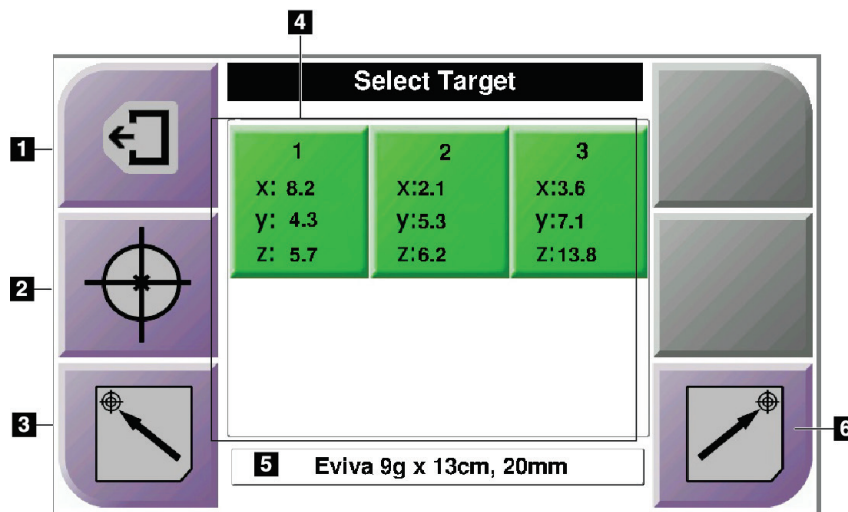 4
Select Target
1
1 2 3
x: 8.2 x:2.1 x:3.6
y: 4.3 y:5.3 y:7.1
z: 5.7 z:6.2 z:13.8
2
3
6
5 Eviva 9g x 13cm, 20mm